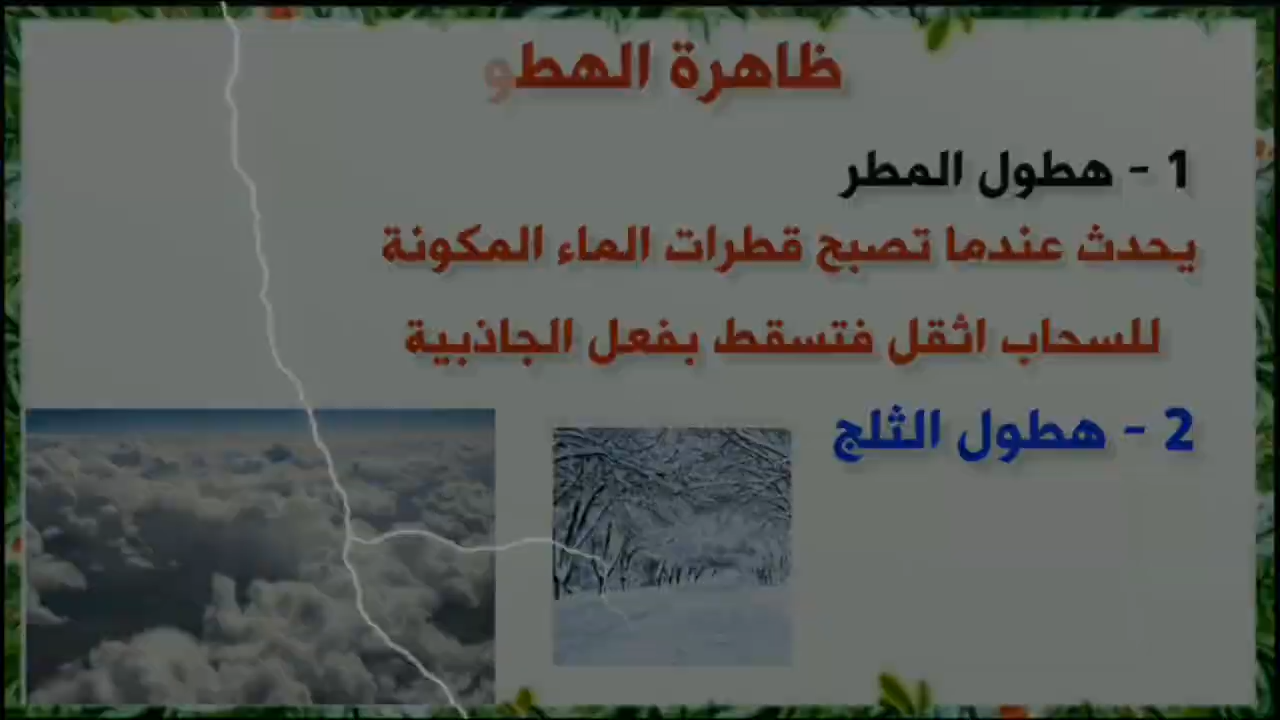 ظاهرة الهطو
1 - هطول المطر
يحدث عندما تصبح قطرات الماء المكونة
للسحاب اثقل فتسقط بفعل الجاذبية
2 - هطول الثلج